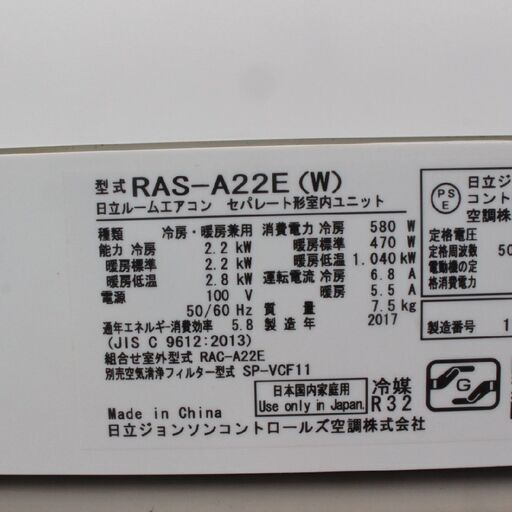 型式 RAS-A22E (W)
日立ルームエアコン セパレート形室内ユニット
種類 冷房・暖房兼用
能力 冷房 2.2 kW
暖房標準 2.2 kW
暖房低温 2.8 kW
電源 100 V
50/60 Hz
消費電力 冷房 580 W
暖房標準 470 W
暖房低温 1.040 kW
運転電流 冷房 6.8 A
暖房 5.5 A
質量 7.5 kg
製造年 2017
通年エネルギー消費効率 5.8
(JIS C 9612:2013)
組合せ室外型式 RAC-A22E
別売空気清浄フィルター型式 SP-VCF11
日本国内家庭用
Use only in Japan.
冷媒
R32
Made in China
日立ジョンソンコントロールズ空調株式会社
PS
E
日立ジ
コント
空調株
定格電圧
定格周波数 50
電動機の定
格消費電力
製造番号 1
G